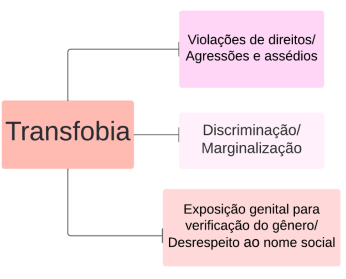 Transfobia
Violações de direitos/
Agressões e assédios
Discriminação/
Marginalização
Exposição genital para
verificação do gênero/
Desrespeito ao nome social